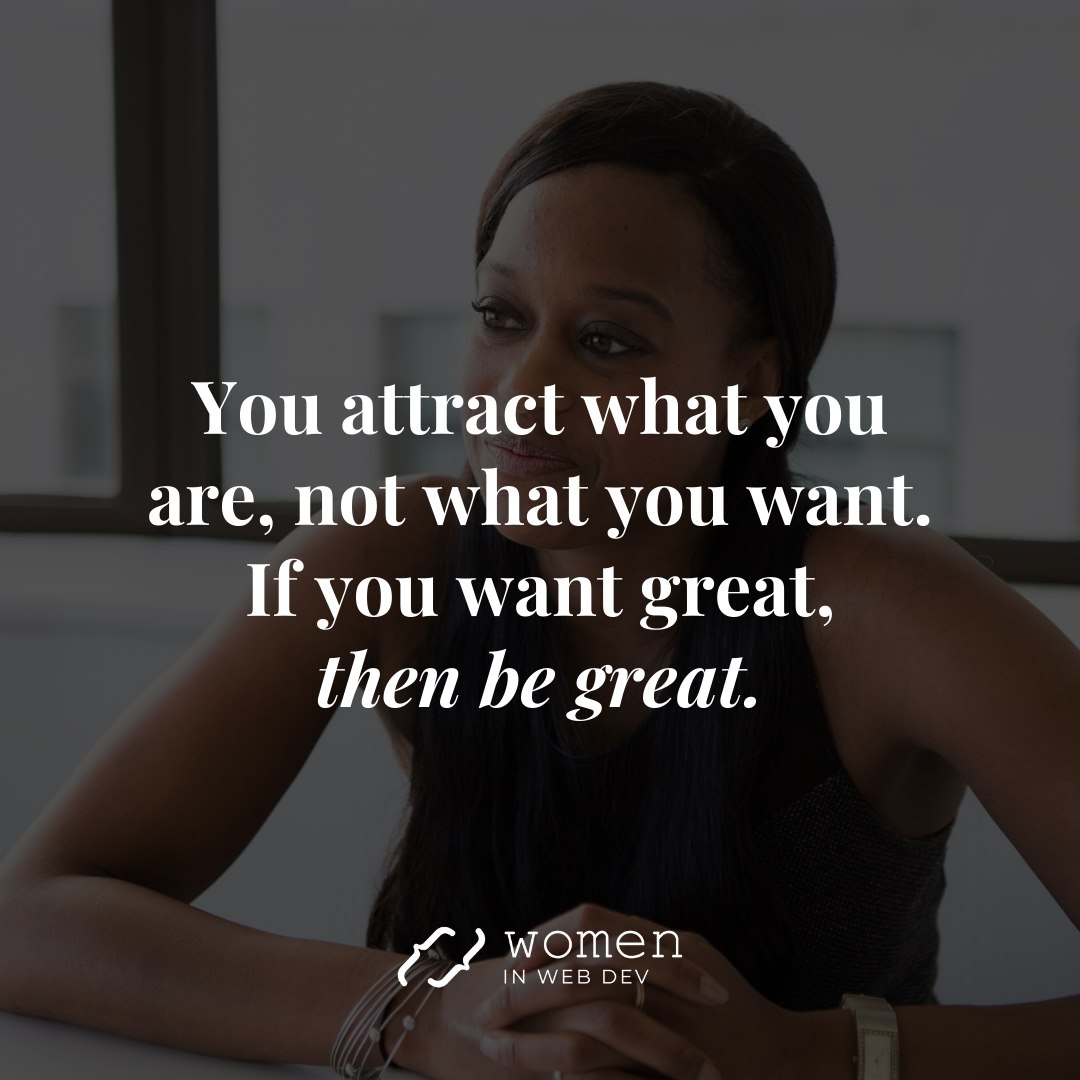 You attract what you
are, not what you want.
If you want great,
then be great.
women
IN WEB DEV